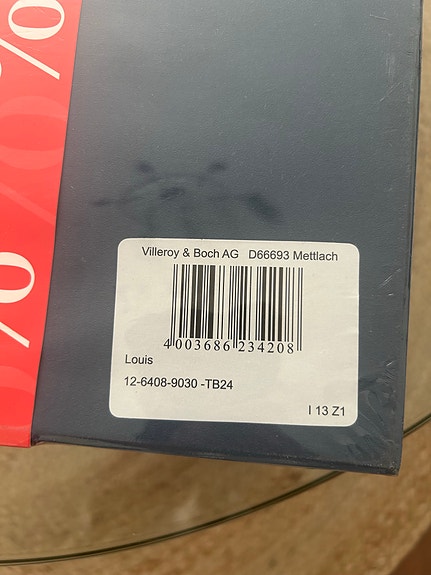 %
%
%
Villeroy & Boch AG D66693 Mettlach
4 003686 234208
Louis
12-6408-9030 -TB24
I 13 Z1